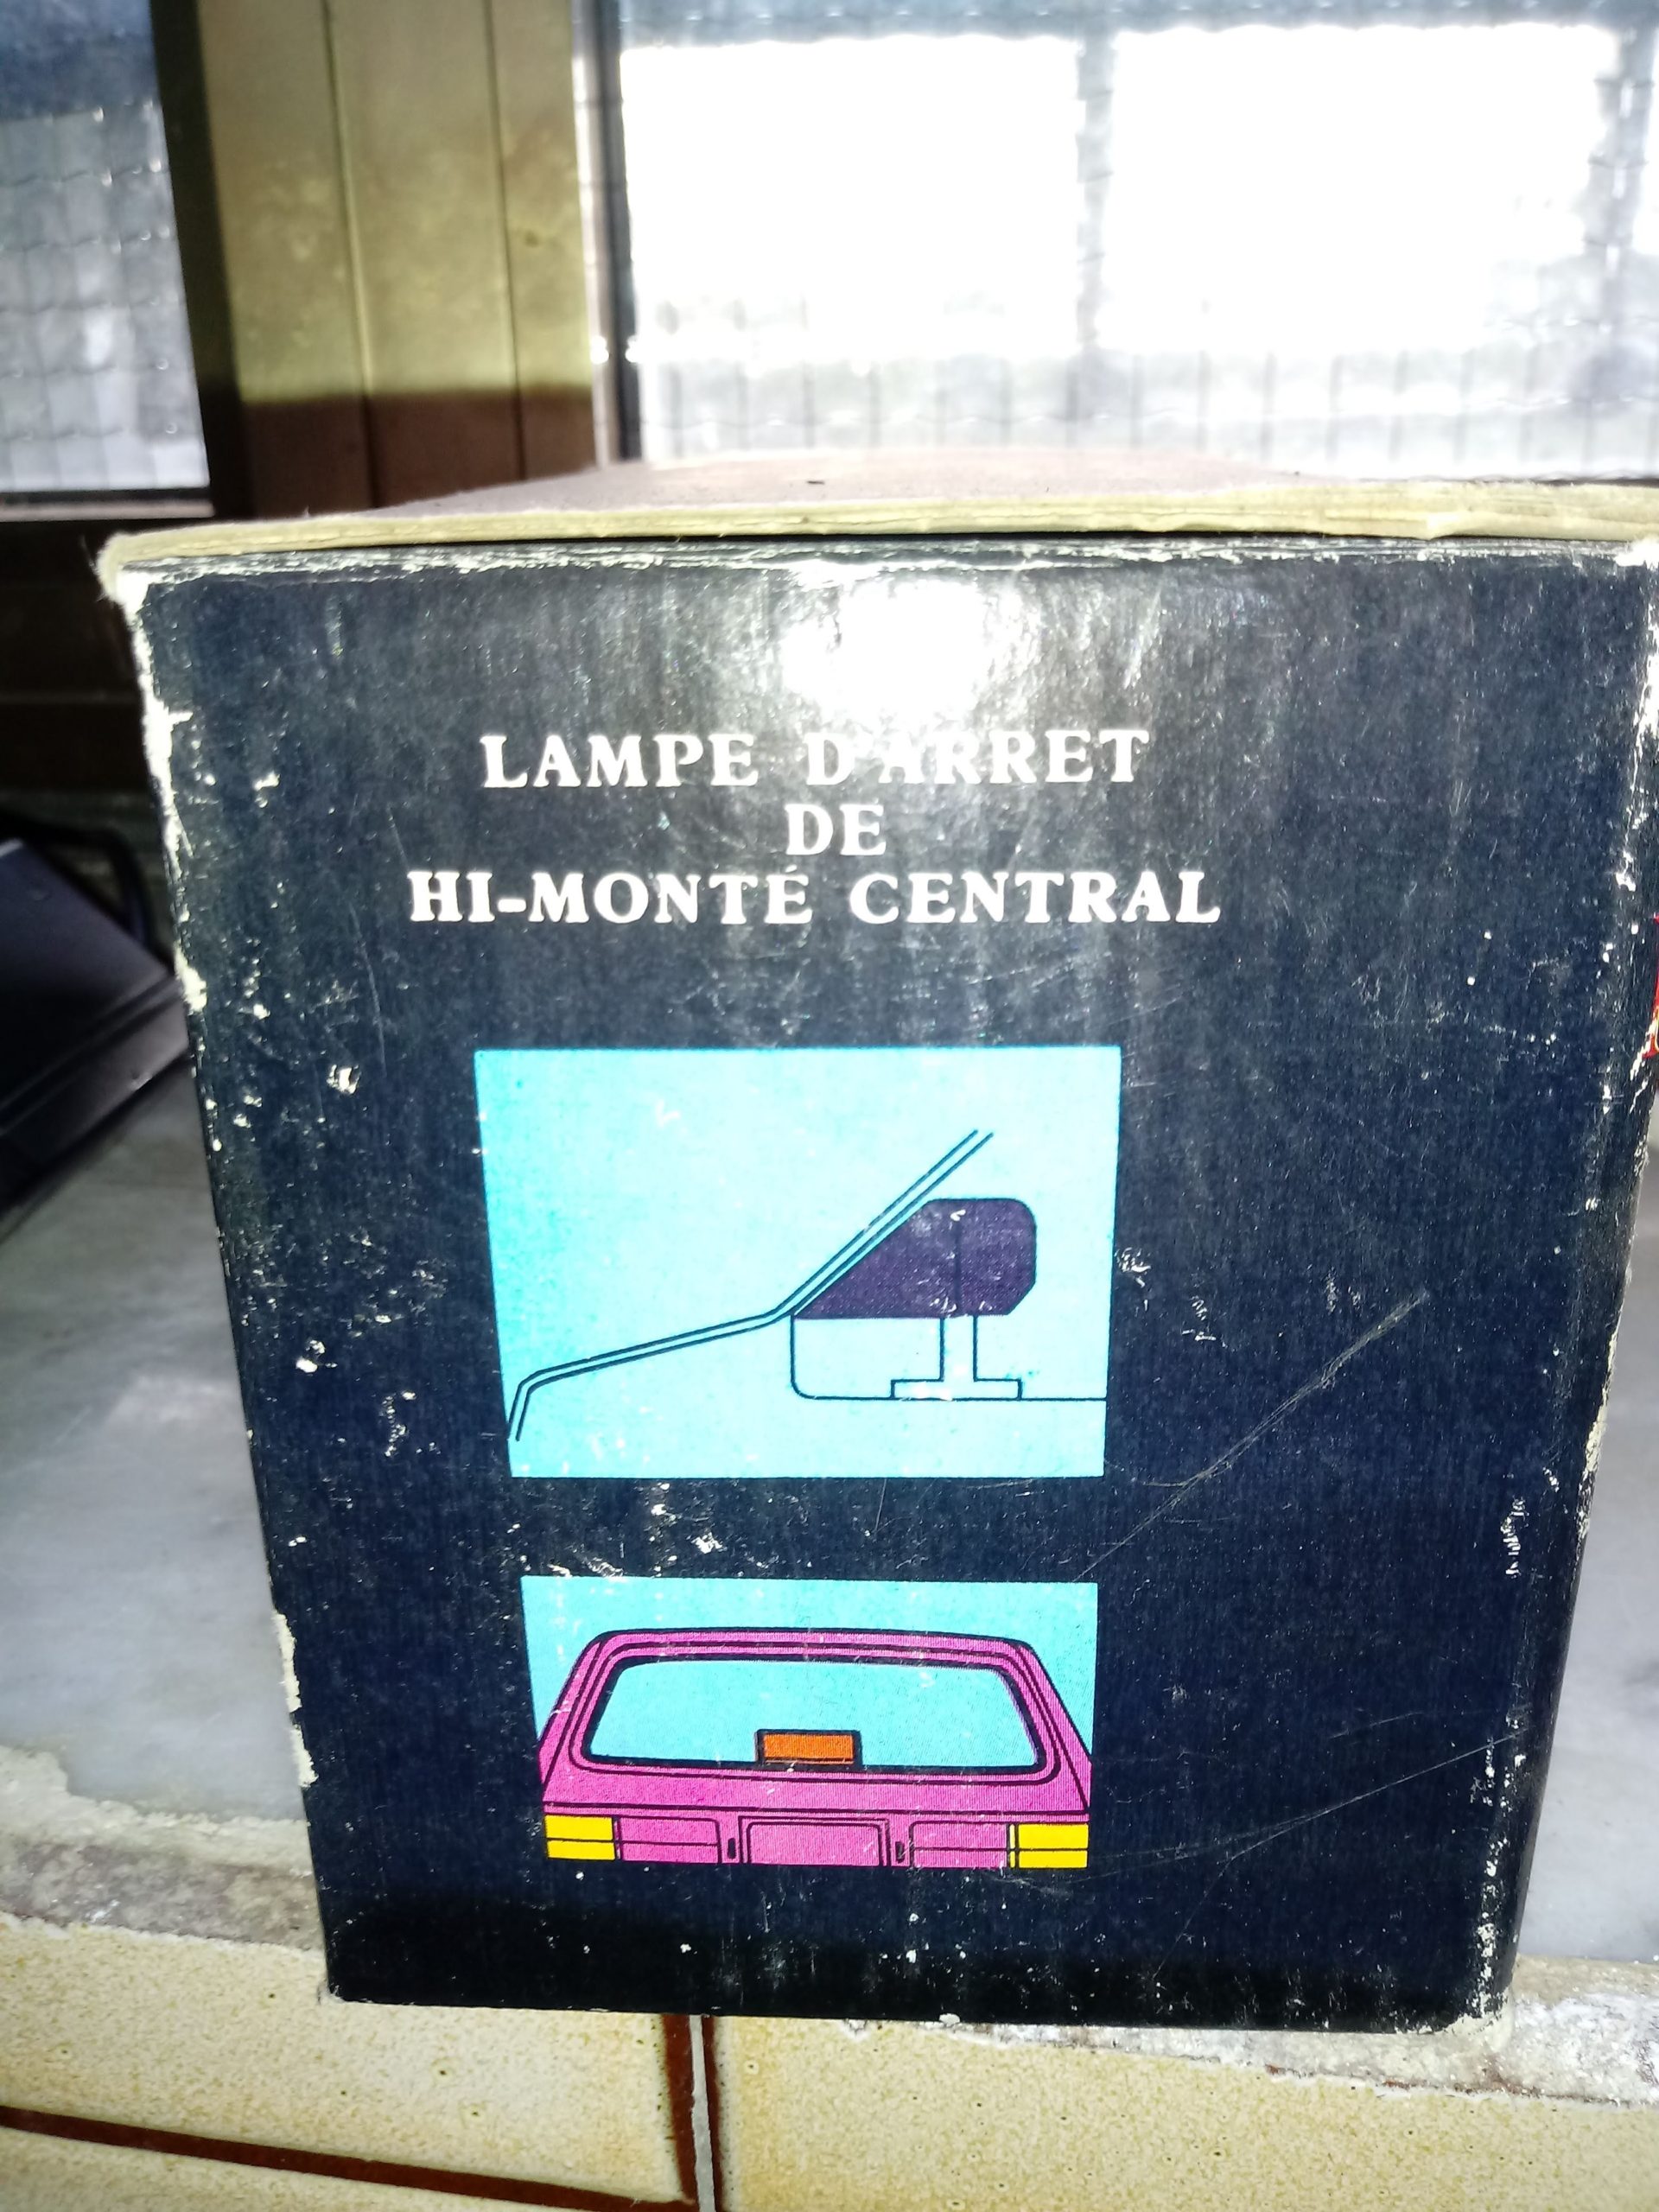 LAMPE D'ARRET
DE
HI-MONTÉ CENTRAL